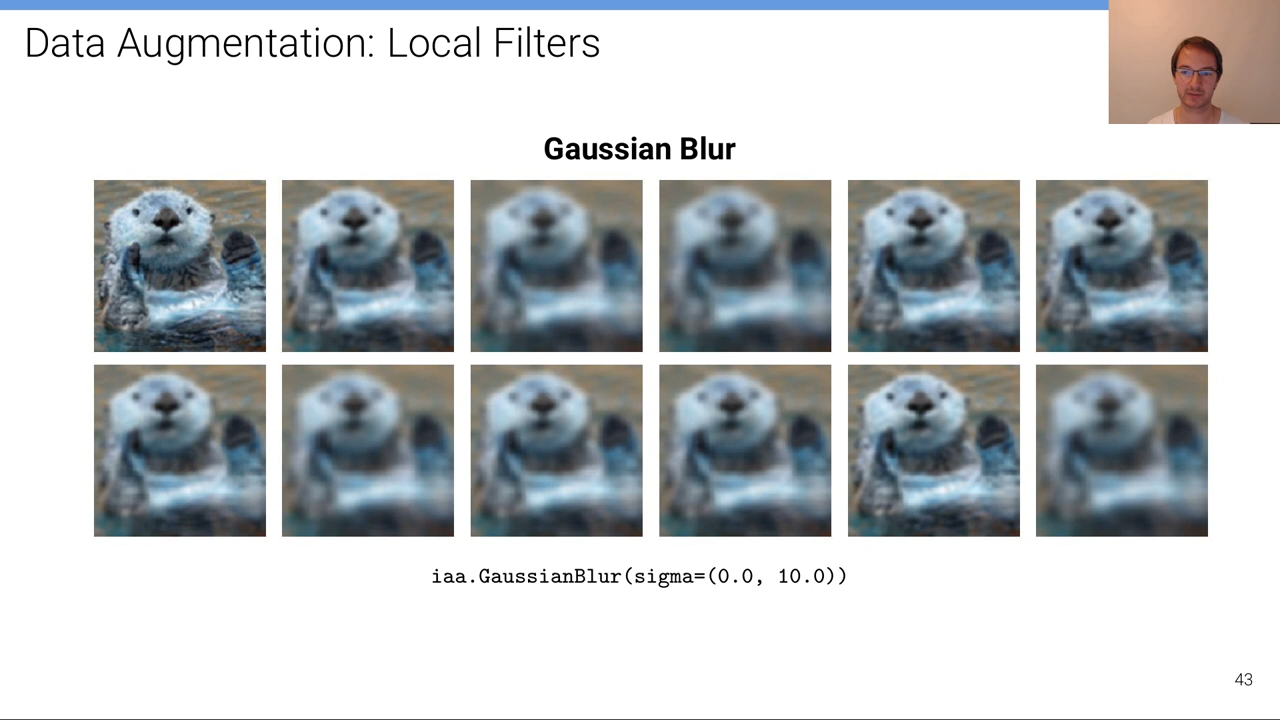 Data Augmentation: Local Filters
Gaussian Blur
iaa.GaussianBlur(sigma=(0.0, 10.0))
43